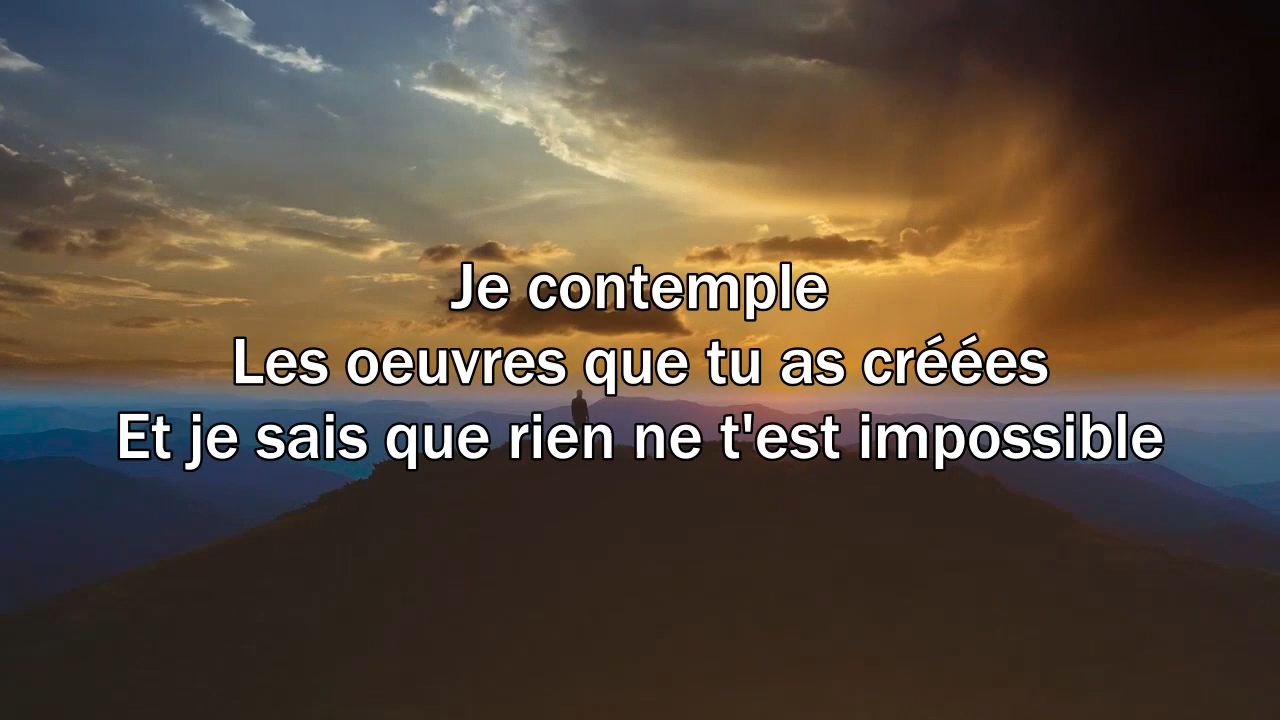 Je contemple
Les oeuvres que tu as créées
Et je sais que rien ne t'est impossible